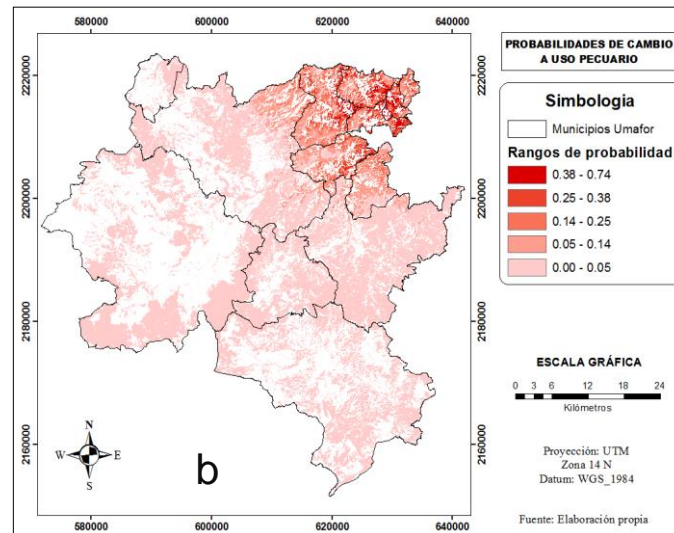 580000
600000
620000
640000
2220000
2200000
2180000
2160000
2220000
2200000
2180000
2160000
N
W
E
S
b
580000
600000
620000
640000
PROBABILIDADES DE CAMBIO
A USO PECUARIO
Simbologia
Municipios Umafor
Rangos de probabilidad
0.38 - 0.74
0.25 - 0.38
0.14 - 0.25
0.05 - 0.14
0.00 - 0.05
ESCALA GRÁFICA
0 3 6 12 18 24
Kilómetros
Proyección: UTM
Zona 14 N
Datum: WGS_1984
Fuente: Elaboración propia